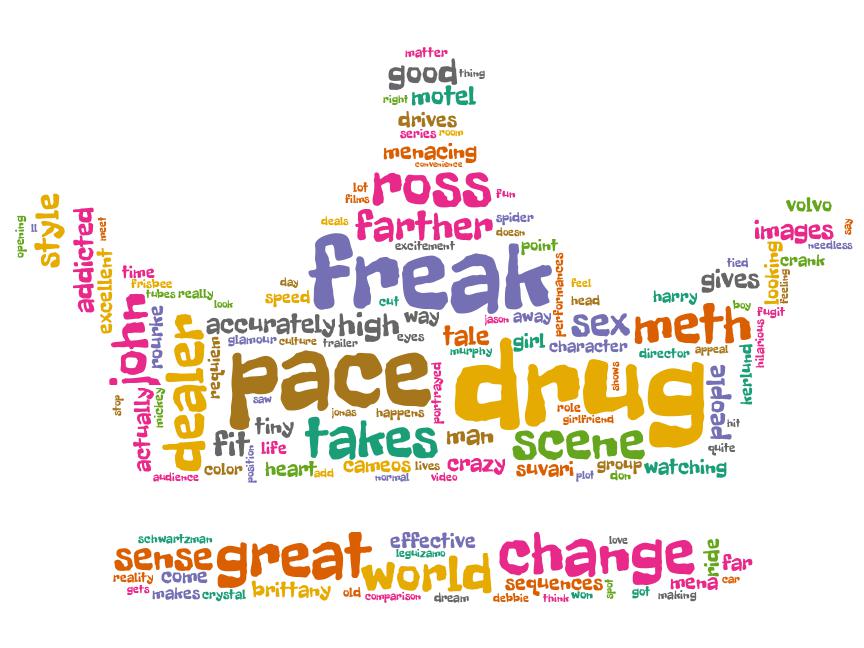 matter
good thing
right motel
drives
series room
menacing
convenience
lot ross fun
films
deals farther spider
doesn
excitement point
freak
performances
opening
ll
style
addicted
meet
excellent
time
frisbee
tubes really
look
day
speed
cut
feel
head
volvo
images
say
needless
looking
crank
feeling
tied
gives
harry
boy
fugit
hilarious
john
rourke
dealer
requiem
accurately high way
eyes
glamour culture trailer
jason away
tale
murphy
girl
sex
character
meth
director appeal
kerlund
pace
drug
saw
jonas happens
portrayed
shows
role
girlfriend
people
hit
quite
stop
actually
mickey
fit
tiny
life
takes
man
scene
audience
color
position
heart add cameos lives crazy
normal video
suvari plot group
don
watching
schwartzman
sense great
effective
leguizamo
world
change
love
ride
far
reality come
gets makes crystal brittany old comparison dream
sequences
debbie think won
spot
got
making
mena car